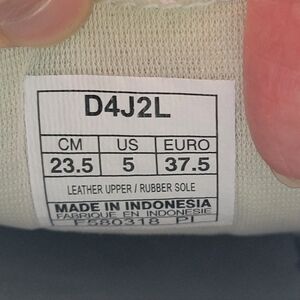 D4J2L
CM US EURO
23.5 5 37.5
LEATHER UPPER / RUBBER SOLE
MADE IN INDONESIA
FABRIQUE EN INDONÉSIE
F580318 PI